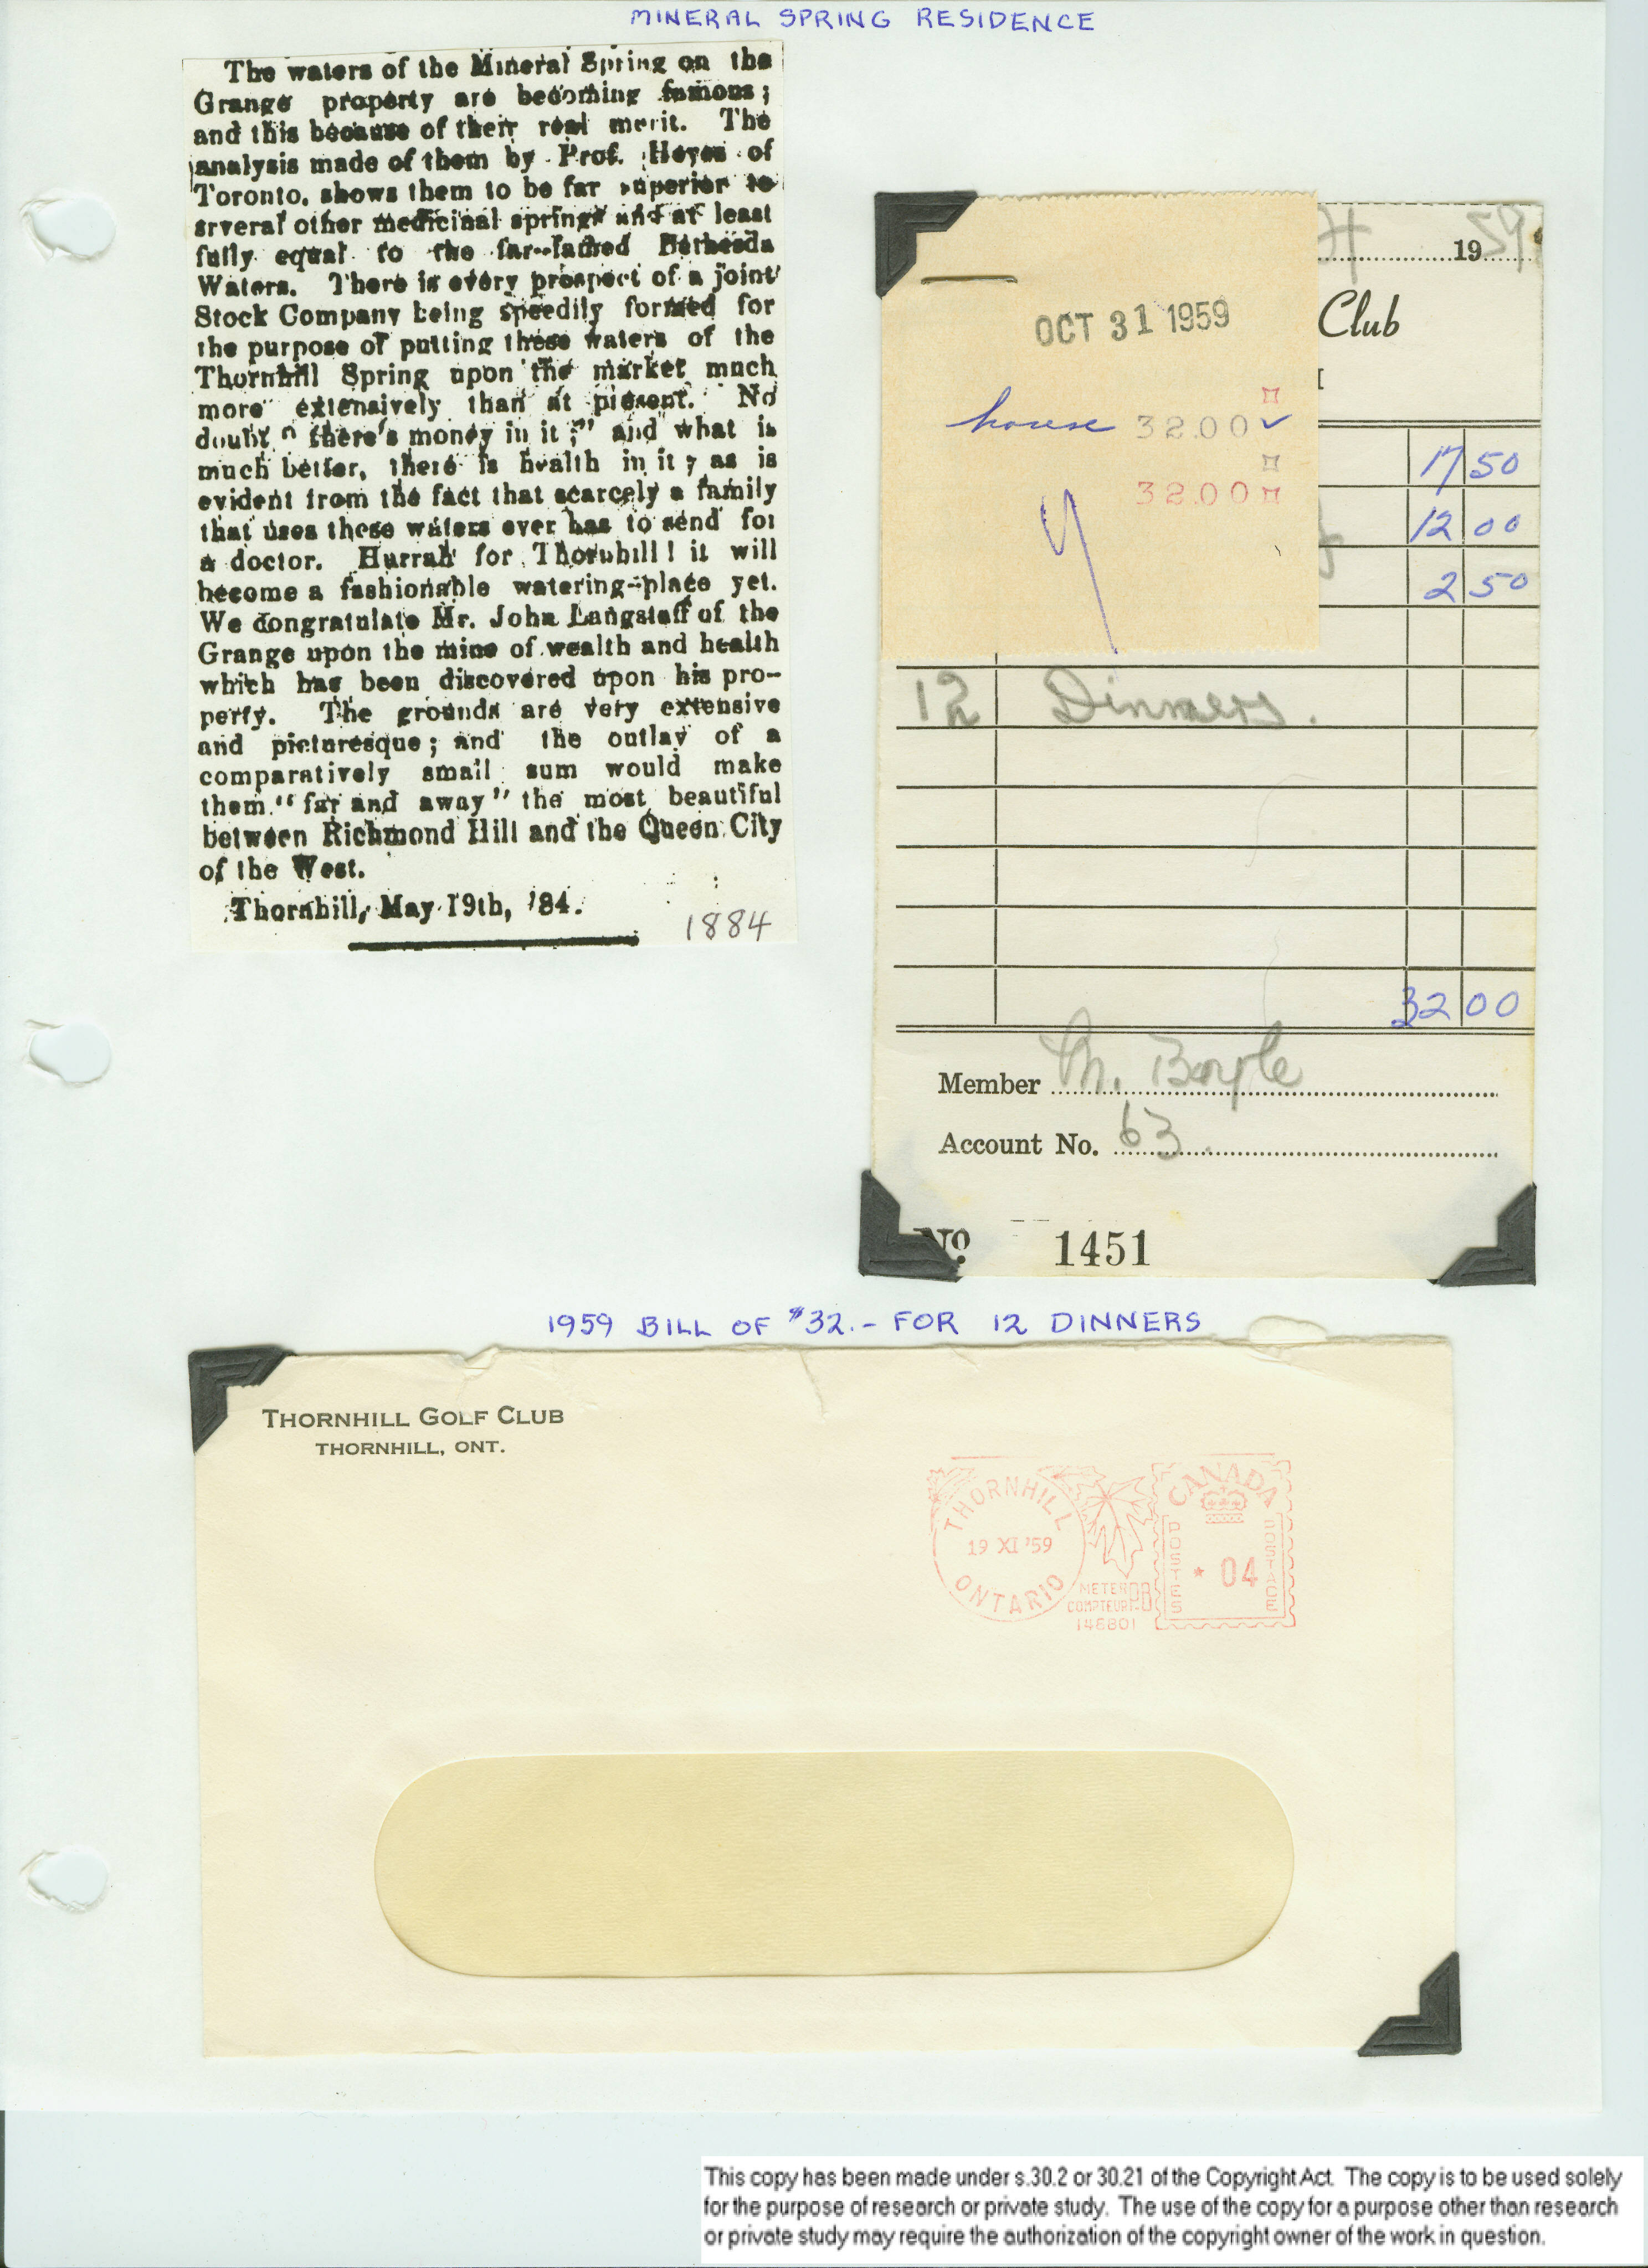 MINERAL SPRING RESIDENCE
The waters of the Mineral Spring on the
Grange property are becoming famous;
and this because of their real merit. The
analysis made of them by Prof. Heyes of
Toronto, shows them to be far superior to
srveral other medicinal springs and at least
fully equal to the far-famed Bethesda
Waters. There is every prospect of a joint
Stock Company being speedily formed for
the purpose of putting these waters of the
Thornhill Spring upon the market much
more extensively than at present. No
doubt "there's money in it;" and what is
much better, there is health in it; as is
evident from the fact that scarcely a family
that uses these waters ever has to send for
a doctor. Hurrah for Thornhill! it will
become a fashionable watering-place yet.
We congratulate Mr. John Langstaff of the
Grange upon the mine of wealth and health
which has been discovered upon his pro-
perty. The grounds are very extensive
and picturesque; and the outlay of a
comparatively small sum would make
them "far and away" the most beautiful
between Richmond Hill and the Queen City
of the West.
Thornhill, May 19th, '84.
1884
1959
Club
OCT 31 1959
house 32.00
32.00
17 50
12 00
2 50
12 Dinners.
32 00
Member M. Boyle
Account No. 63.
No. 1451
1959 BILL OF $32.- FOR 12 DINNERS
THORNHILL GOLF CLUB
THORNHILL, ONT.
THORNHILL
19 XI '59
ONTARIO
METER PB
COMPTEUR
146801
CANADA
POSTES
* 04
POSTAGE
This copy has been made under s.30.2 or 30.21 of the Copyright Act. The copy is to be used solely
for the purpose of research or private study. The use of the copy for a purpose other than research
or private study may require the authorization of the copyright owner of the work in question.